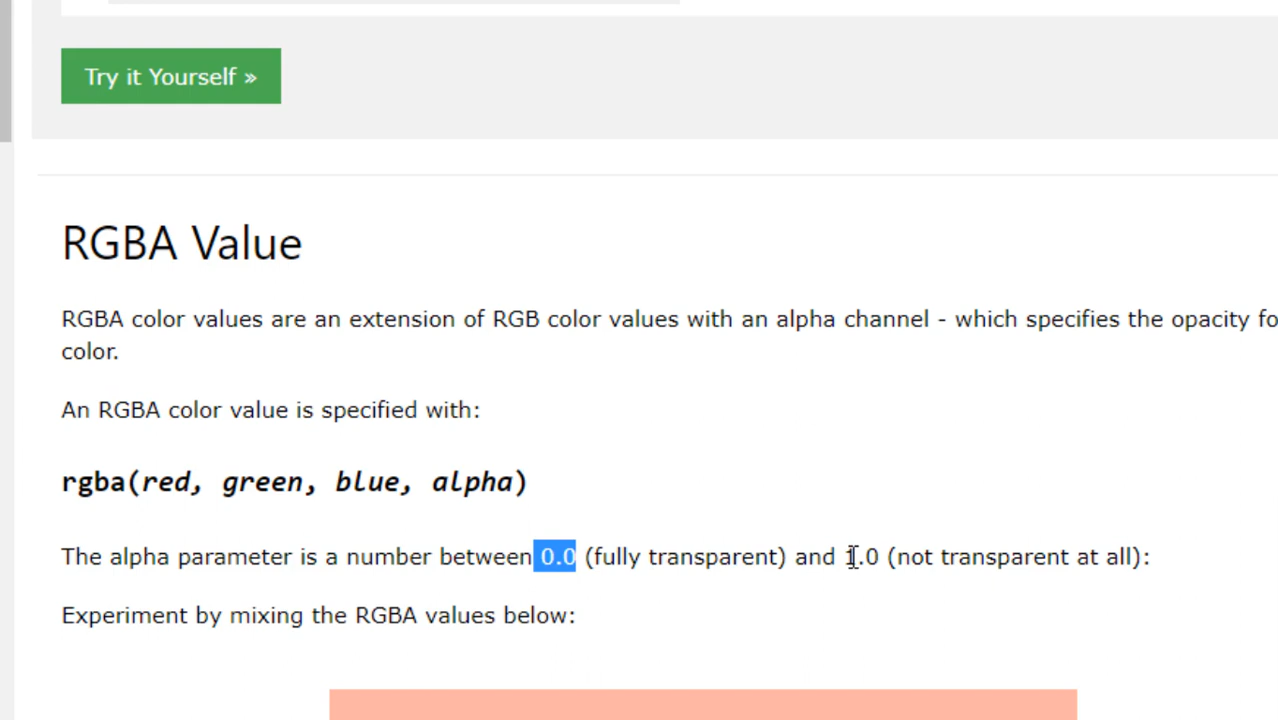 Try it Yourself »
RGBA Value
RGBA color values are an extension of RGB color values with an alpha channel - which specifies the opacity
color.
An RGBA color value is specified with:
rgba(red, green, blue, alpha)
The alpha parameter is a number between 0.0 (fully transparent) and 1.0 (not transparent at all):
Experiment by mixing the RGBA values below: